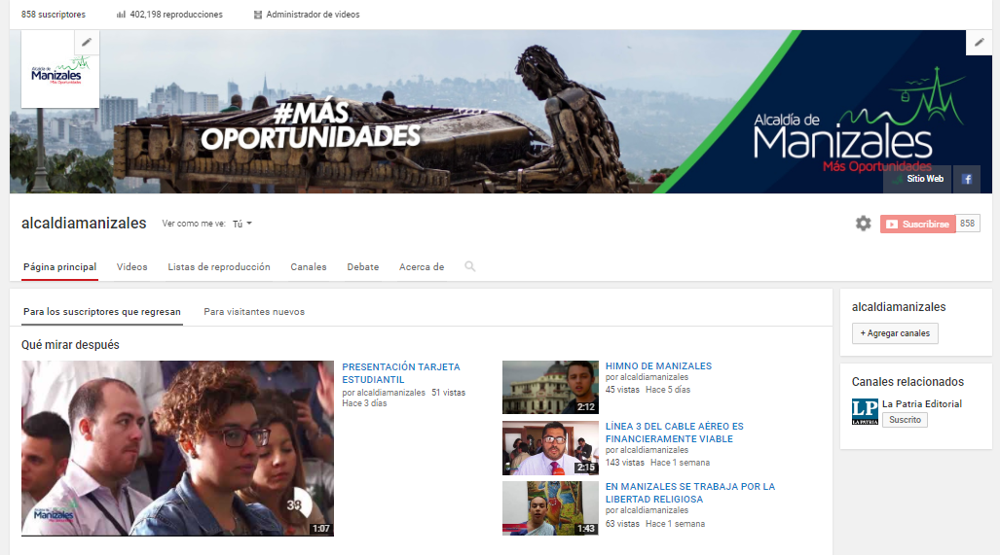 858 suscriptores
402,198 reproducciones
Administrador de videos
Alcaldía de
Manizales
Más Oportunidades
#MÁS
OPORTUNIDADES
Alcaldía de
Manizales
Más Oportunidades
Sitio Web
alcaldiamanizales
Ver como me ve: Tú
Suscribirse 858
Página principal
Videos
Listas de reproducción
Canales
Debate
Acerca de
Para los suscriptores que regresan
Para visitantes nuevos
Qué mirar después
Manizales
1:07
PRESENTACIÓN TARJETA
ESTUDIANTIL
por alcaldiamanizales 51 vistas
Hace 3 días
2:12
HIMNO DE MANIZALES
por alcaldiamanizales
45 vistas Hace 5 días
2:15
LÍNEA 3 DEL CABLE AÉREO ES
FINANCIERAMENTE VIABLE
por alcaldiamanizales
143 vistas Hace 1 semana
1:43
EN MANIZALES SE TRABAJA POR LA
LIBERTAD RELIGIOSA
por alcaldiamanizales
63 vistas Hace 1 semana
alcaldiamanizales
+ Agregar canales
Canales relacionados
LP
LA PATRIA
La Patria Editorial
Suscrito